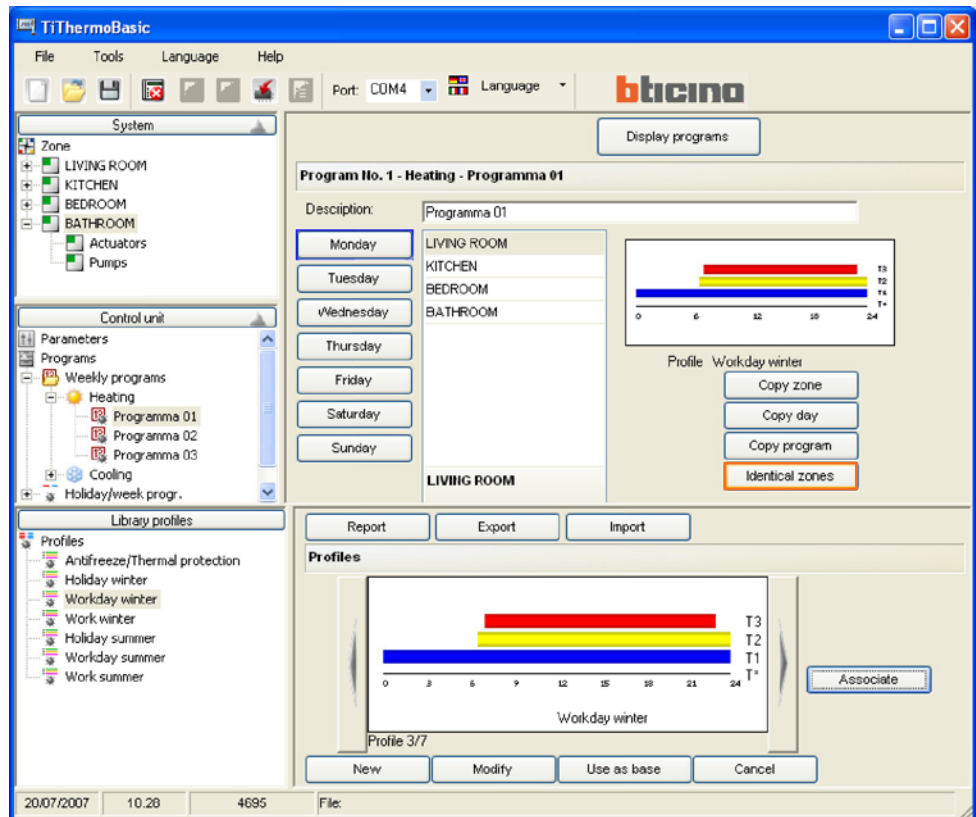 TiThermoBasic
File Tools Language Help
Port: COM4 Language bticino
System
Zone
LIVING ROOM
KITCHEN
BEDROOM
BATHROOM
Actuators
Pumps
Control unit
Parameters
Programs
Weekly programs
Heating
Programma 01
Programma 02
Programma 03
Cooling
Holiday/week progr.
Library profiles
Profiles
Antifreeze/Thermal protection
Holiday winter
Workday winter
Work winter
Holiday summer
Workday summer
Work summer
Display programs
Program No. 1 - Heating - Programma 01
Description: Programma 01
Monday
Tuesday
Wednesday
Thursday
Friday
Saturday
Sunday
LIVING ROOM
KITCHEN
BEDROOM
BATHROOM
LIVING ROOM
T3
T2
T1
T*
0 6 12 18 24
Profile Workday winter
Copy zone
Copy day
Copy program
Identical zones
Report Export Import
Profiles
T3
T2
T1
T*
0 3 6 9 12 15 18 21 24
Workday winter
Profile 3/7
Associate
New Modify Use as base Cancel
20/07/2007 10.28 4695 File: